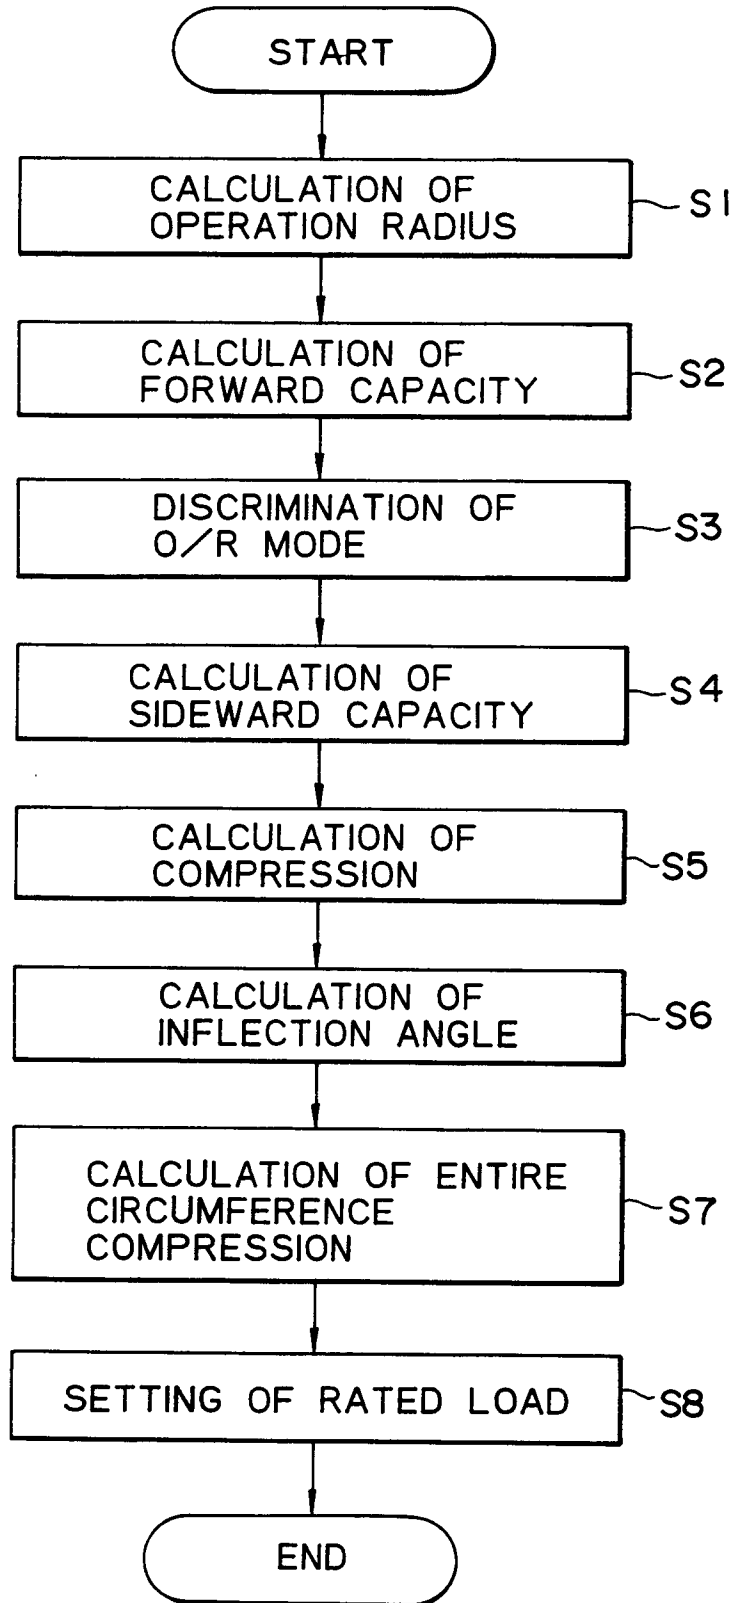 START
CALCULATION OF
OPERATION RADIUS
S1
CALCULATION OF
FORWARD CAPACITY
S2
DISCRIMINATION OF
O/R MODE
S3
CALCULATION OF
SIDEWARD CAPACITY
S4
CALCULATION OF
COMPRESSION
S5
CALCULATION OF
INFLECTION ANGLE
S6
CALCULATION OF ENTIRE
CIRCUMFERENCE
COMPRESSION
S7
SETTING OF RATED LOAD
S8
END